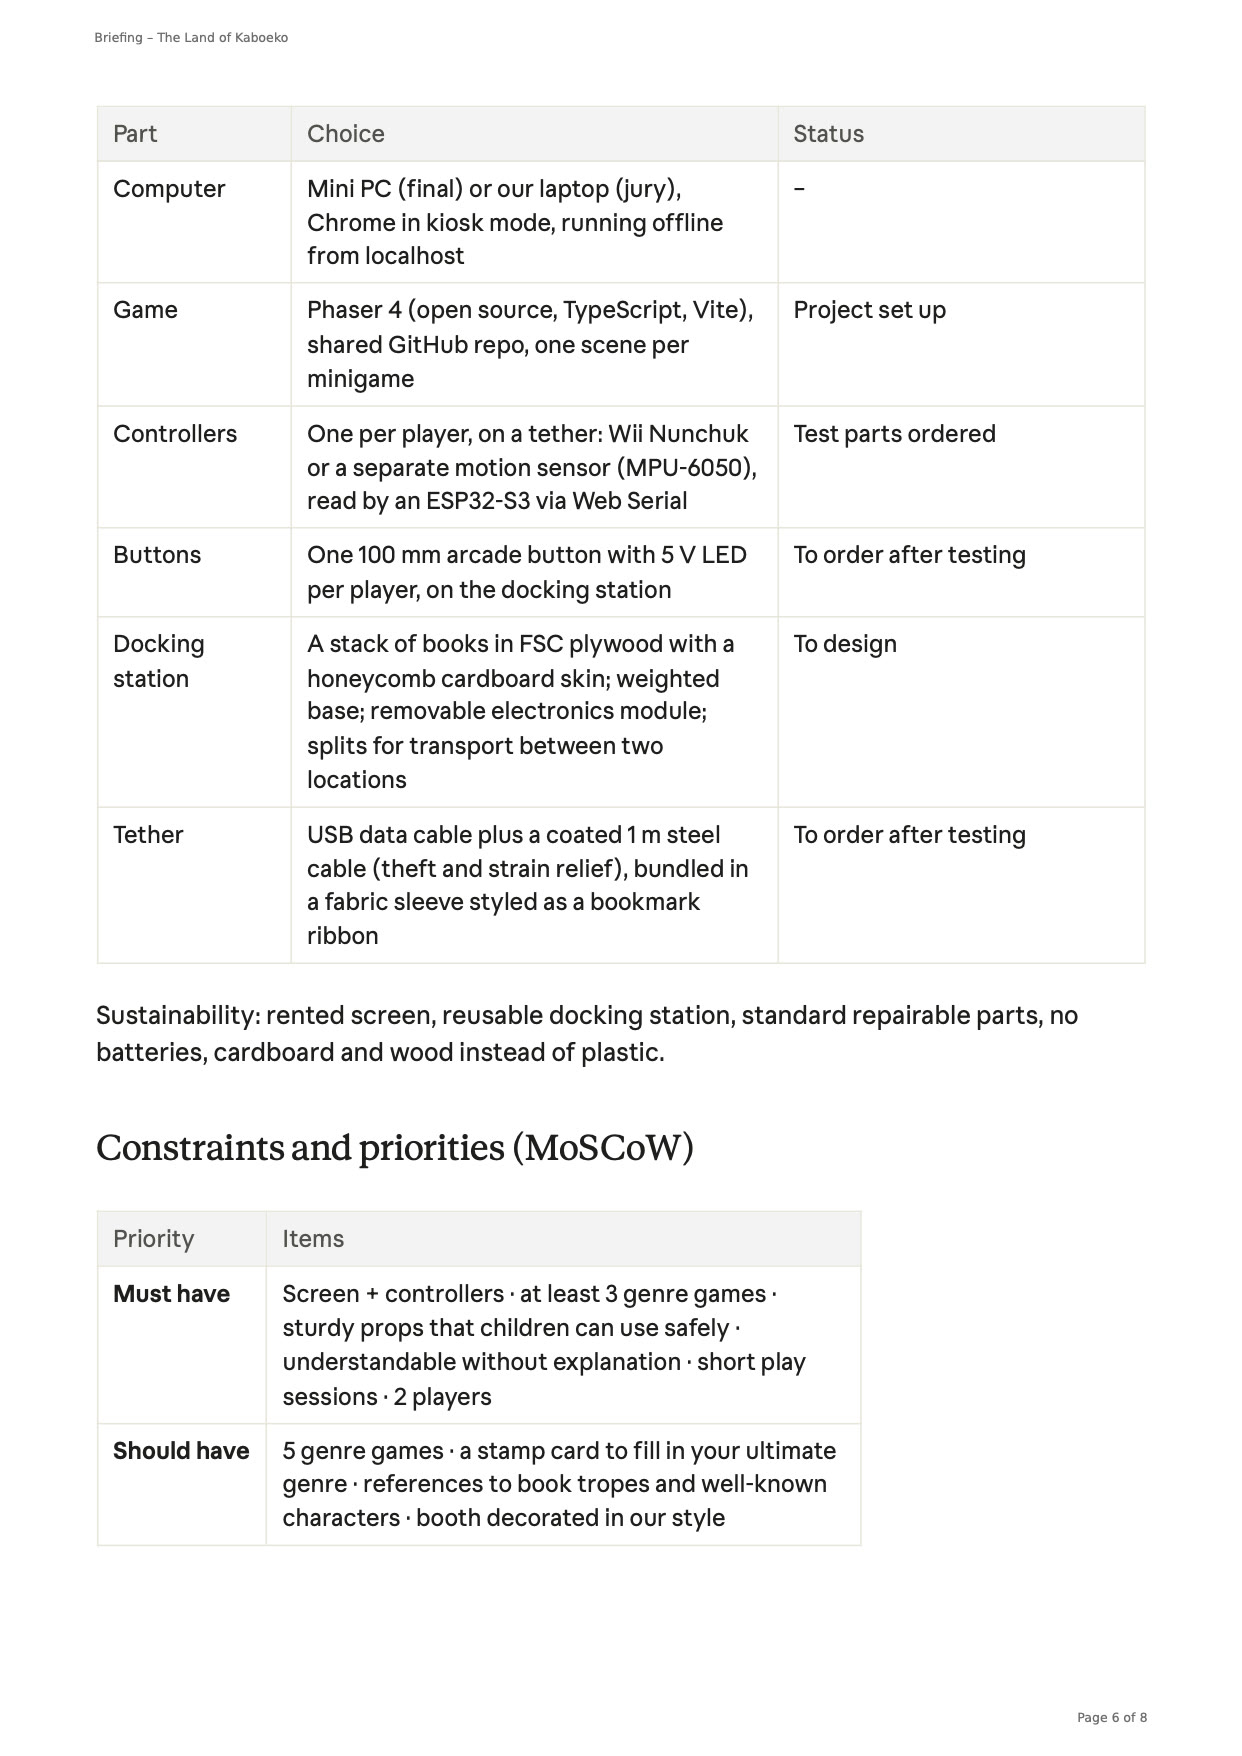 Briefing – The Land of Kaboeko
Part Choice Status
Computer Mini PC (final) or our laptop (jury), –
Chrome in kiosk mode, running offline
from localhost
Game Phaser 4 (open source, TypeScript, Vite), Project set up
shared GitHub repo, one scene per
minigame
Controllers One per player, on a tether: Wii Nunchuk Test parts ordered
or a separate motion sensor (MPU-6050),
read by an ESP32-S3 via Web Serial
Buttons One 100 mm arcade button with 5 V LED To order after testing
per player, on the docking station
Docking A stack of books in FSC plywood with a To design
station honeycomb cardboard skin; weighted
base; removable electronics module;
splits for transport between two
locations
Tether USB data cable plus a coated 1 m steel To order after testing
cable (theft and strain relief), bundled in
a fabric sleeve styled as a bookmark
ribbon
Sustainability: rented screen, reusable docking station, standard repairable parts, no
batteries, cardboard and wood instead of plastic.
Constraints and priorities (MoSCoW)
Priority Items
Must have Screen + controllers · at least 3 genre games ·
sturdy props that children can use safely ·
understandable without explanation · short play
sessions · 2 players
Should have 5 genre games · a stamp card to fill in your ultimate
genre · references to book tropes and well-known
characters · booth decorated in our style
Page 6 of 8